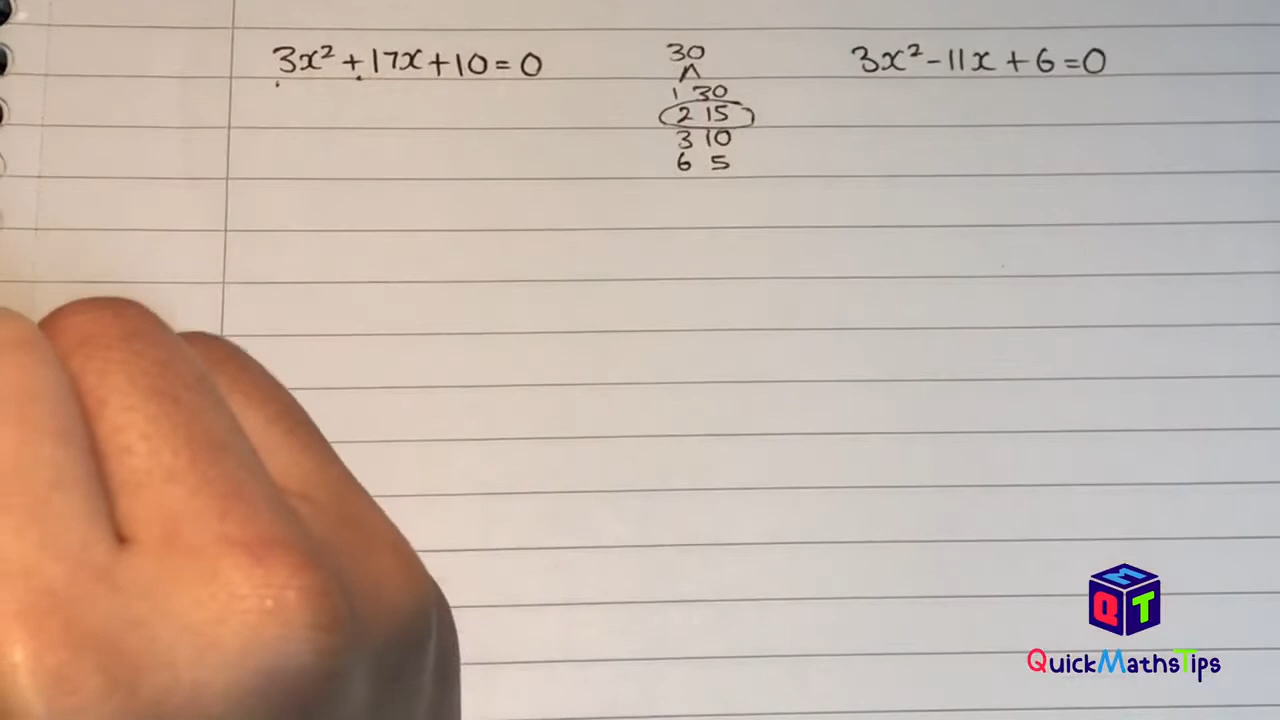 3x² + 17x + 10 = 0
30
1 30
2 15
3 10
6 5
3x² - 11x + 6 = 0
M
Q T
QuickMathsTips